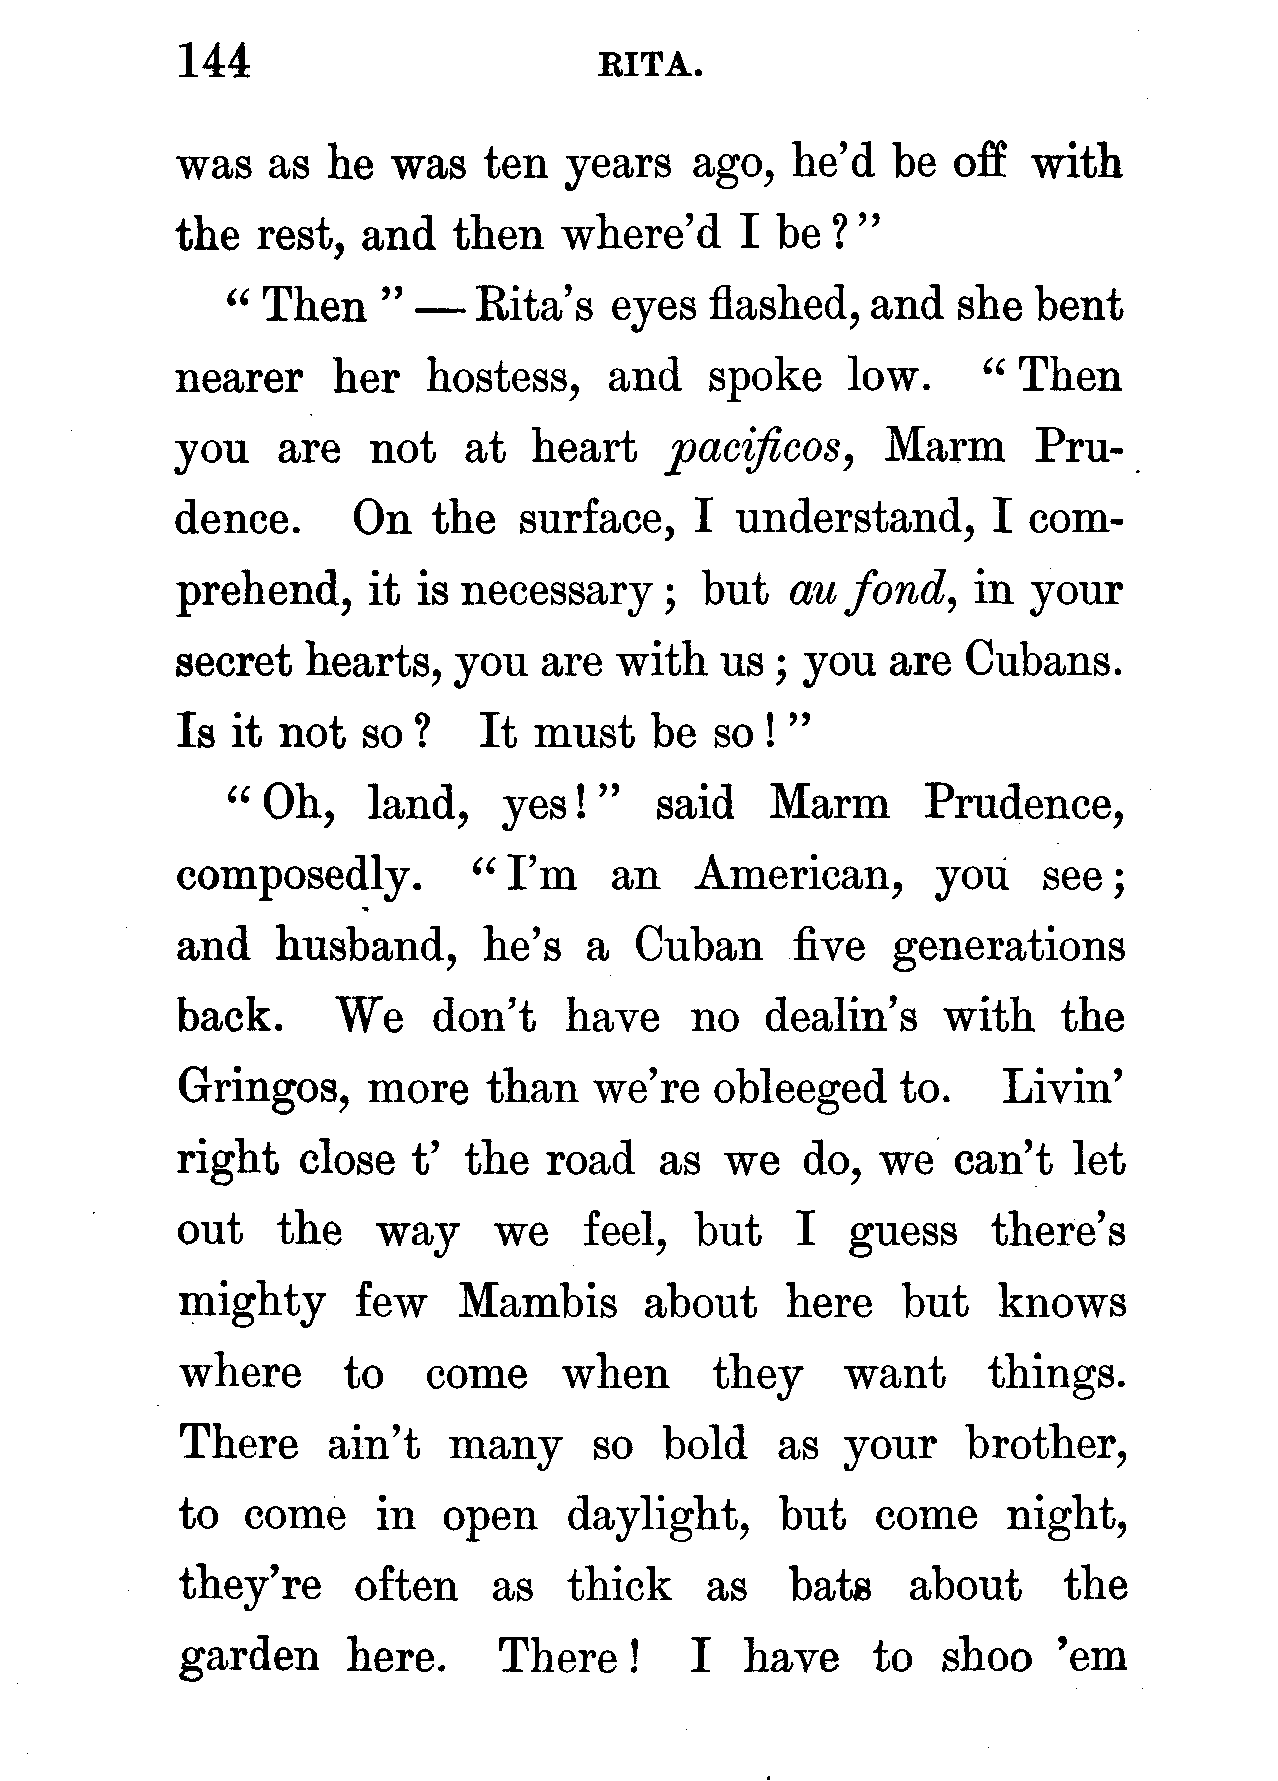 144 RITA.
was as he was ten years ago, he'd be off with
the rest, and then where'd I be?"
"Then" — Rita's eyes flashed, and she bent
nearer her hostess, and spoke low. "Then
you are not at heart pacificos, Marm Pru-
dence. On the surface, I understand, I com-
prehend, it is necessary; but au fond, in your
secret hearts, you are with us; you are Cubans.
Is it not so? It must be so!"
"Oh, land, yes!" said Marm Prudence,
composedly. "I'm an American, you see;
and husband, he's a Cuban five generations
back. We don't have no dealin's with the
Gringos, more than we're obleeged to. Livin'
right close t' the road as we do, we can't let
out the way we feel, but I guess there's
mighty few Mambis about here but knows
where to come when they want things.
There ain't many so bold as your brother,
to come in open daylight, but come night,
they're often as thick as bats about the
garden here. There! I have to shoo 'em